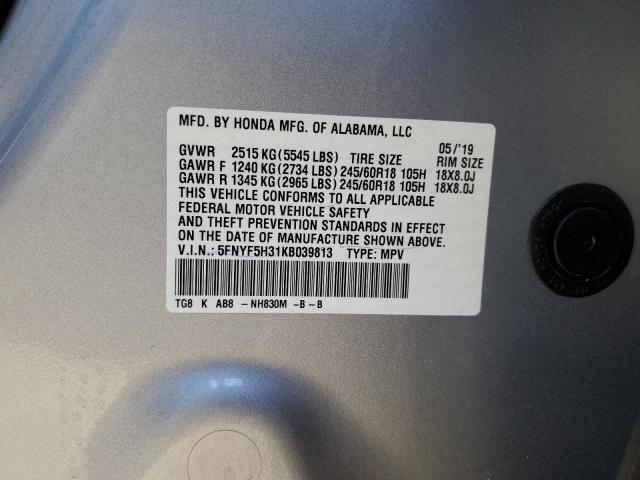 MFD. BY HONDA MFG. OF ALABAMA, LLC 05/'19
GVWR 2515 KG(5545 LBS) TIRE SIZE RIM SIZE
GAWR F 1240 KG(2734 LBS) 245/60R18 105H 18X8.0J
GAWR R 1345 KG(2965 LBS) 245/60R18 105H 18X8.0J
THIS VEHICLE CONFORMS TO ALL APPLICABLE
FEDERAL MOTOR VEHICLE SAFETY
AND THEFT PREVENTION STANDARDS IN EFFECT
ON THE DATE OF MANUFACTURE SHOWN ABOVE.
V.I.N.: 5FNYF5H31KB039813 TYPE: MPV
TG8 K AB8 -NH830M -B -B